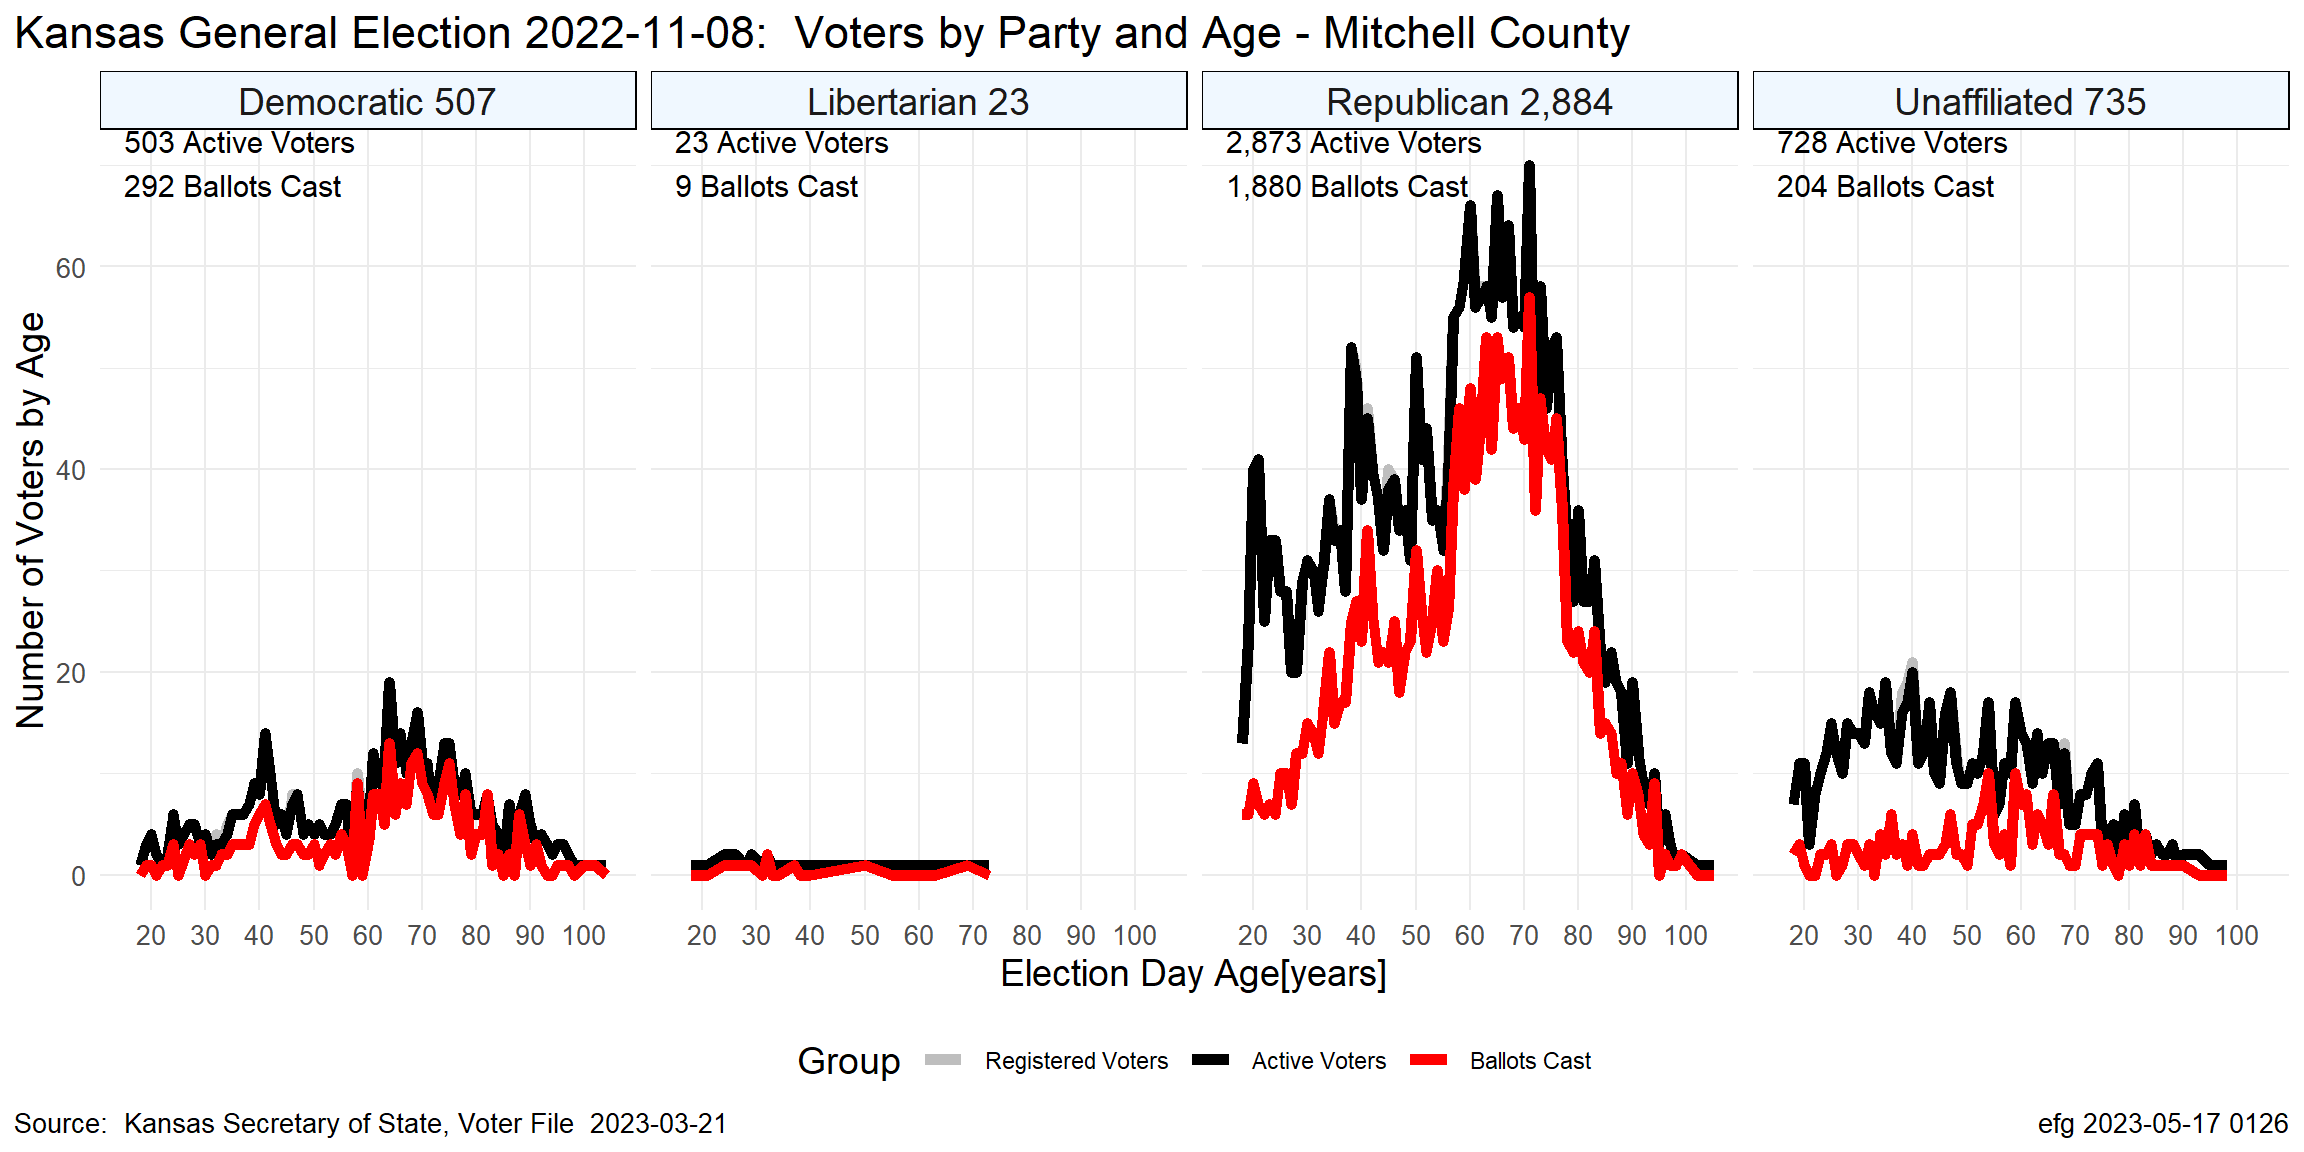 Kansas General Election 2022-11-08:  Voters by Party and Age - Mitchell County
Democratic 507
Libertarian 23
Republican 2,884
Unaffiliated 735
503 Active Voters
292 Ballots Cast
23 Active Voters
9 Ballots Cast
2,873 Active Voters
1,880 Ballots Cast
728 Active Voters
204 Ballots Cast
Number of Voters by Age
60
40
20
0
20 30 40 50 60 70 80 90 100
20 30 40 50 60 70 80 90 100
20 30 40 50 60 70 80 90 100
20 30 40 50 60 70 80 90 100
Election Day Age[years]
Group Registered Voters Active Voters Ballots Cast
Source:  Kansas Secretary of State, Voter File  2023-03-21
efg 2023-05-17 0126